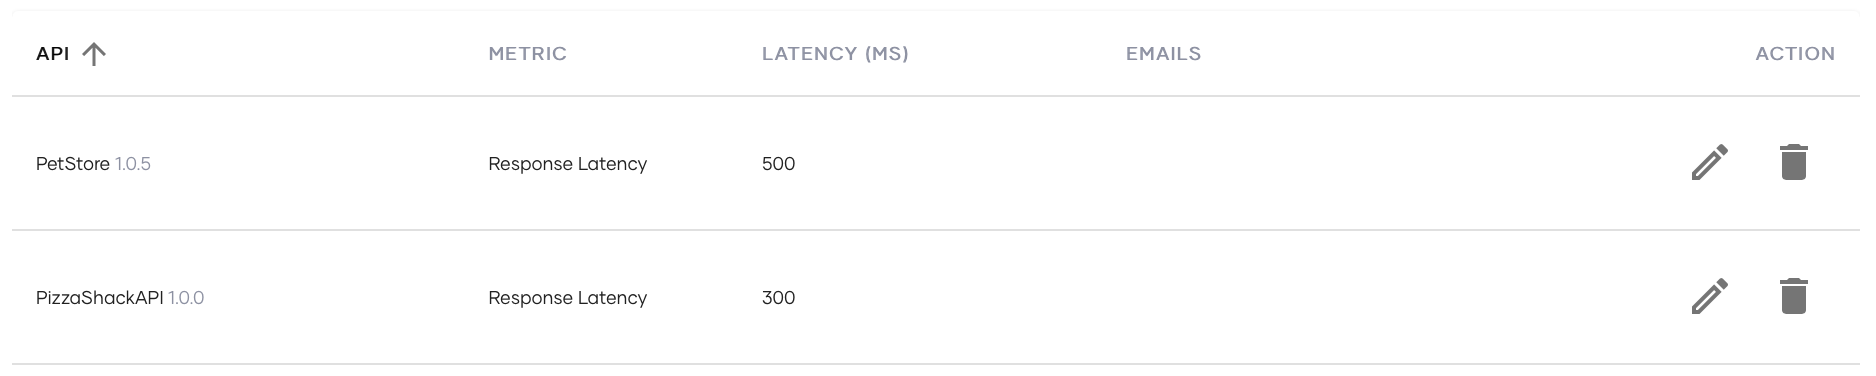 API METRIC LATENCY (MS) EMAILS ACTION
PetStore 1.0.5 Response Latency 500
PizzaShackAPI 1.0.0 Response Latency 300